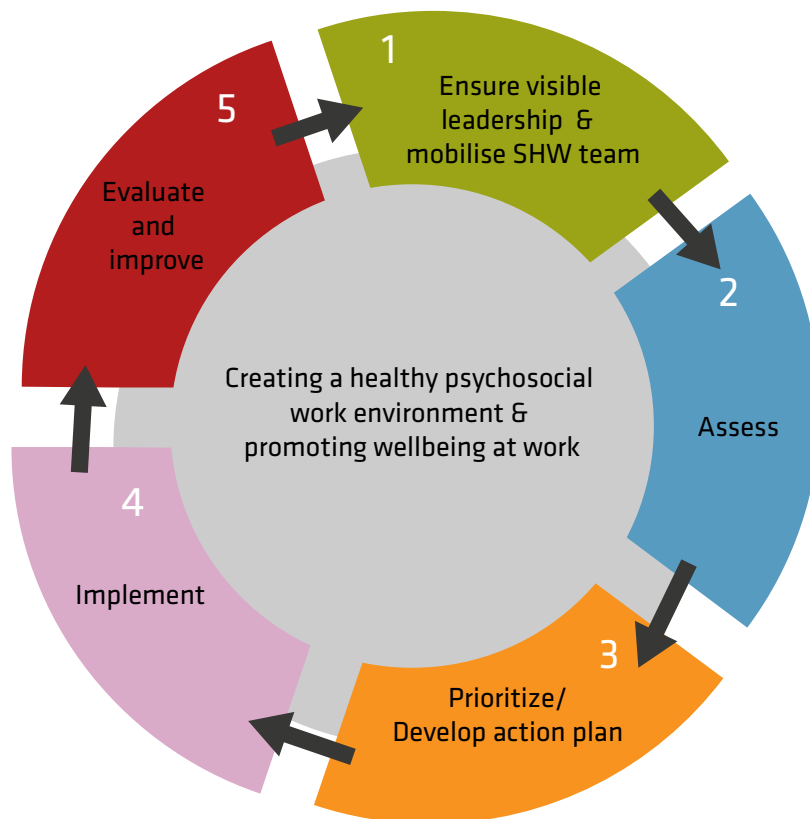 1
Ensure visible
leadership &
mobilise SHW team
2
Assess
3
Prioritize/
Develop action plan
4
Implement
5
Evaluate
and
improve
Creating a healthy psychosocial
work environment &
promoting wellbeing at work